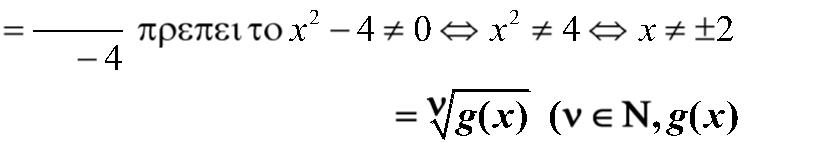 = ―― -4 πρεπει το x² - 4 ≠ 0 ⇔ x² ≠ 4 ⇔ x ≠ ±2
= ᵛ√g(x) (ν ∈ N, g(x)